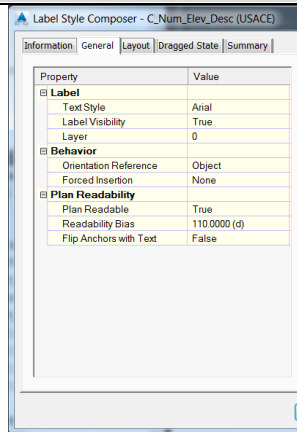 Label Style Composer - C_Num_Elev_Desc (USACE)
Information General Layout Dragged State Summary
Property Value
Label
Text Style Arial
Label Visibility True
Layer 0
Behavior
Orientation Reference Object
Forced Insertion None
Plan Readability
Plan Readable True
Readability Bias 110.0000 (d)
Flip Anchors with Text False